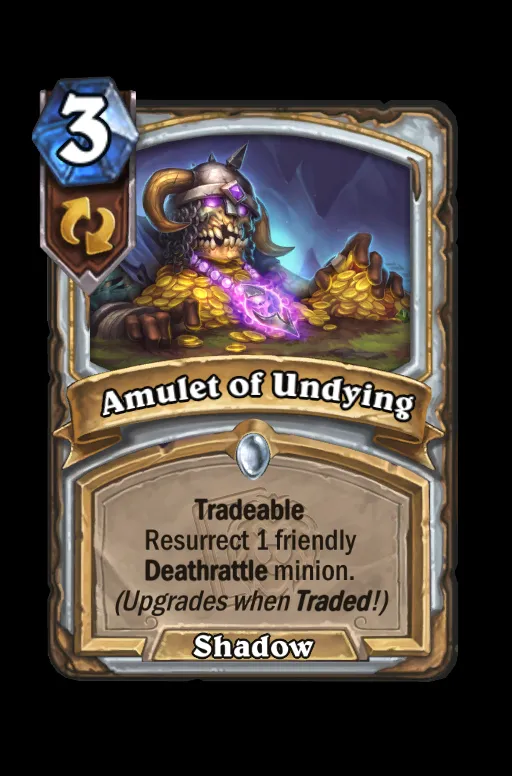 3
Amulet of Undying
Tradeable
Resurrect 1 friendly
Deathrattle minion.
(Upgrades when Traded!)
Shadow